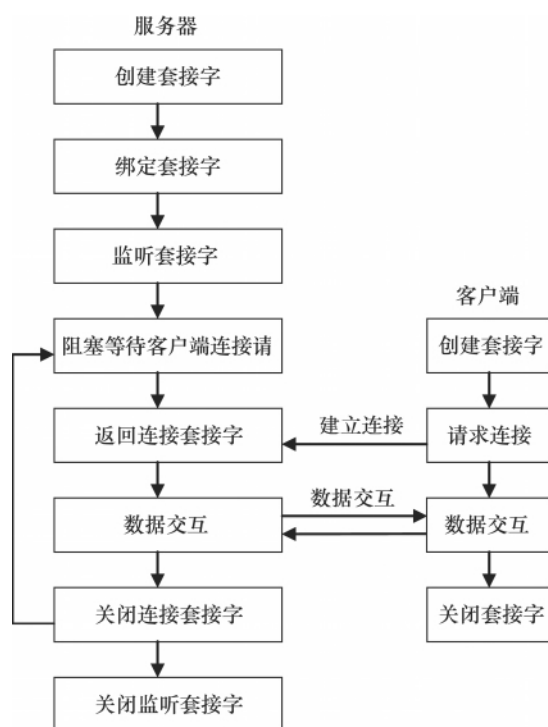 服务器
创建套接字
绑定套接字
监听套接字
阻塞等待客户端连接请
返回连接套接字
数据交互
关闭连接套接字
关闭监听套接字
建立连接
数据交互
客户端
创建套接字
请求连接
数据交互
关闭套接字